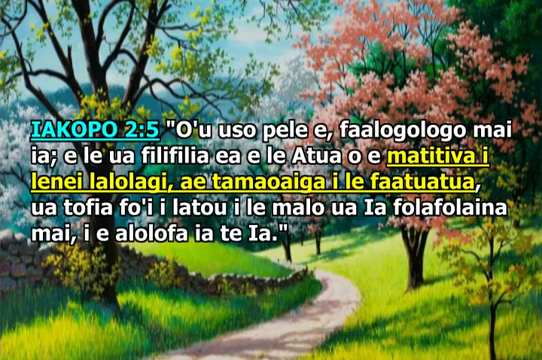 IAKOPO 2:5 "O'u uso pele e, faalogologo mai
ia; e le ua filifilia ea e le Atua o e matitiva i
lenei lalolagi, ae tamaoaiga i le faatuatua,
ua tofia fo'i i latou i le malo ua Ia folafolaina
mai, i e alolofa ia te Ia."